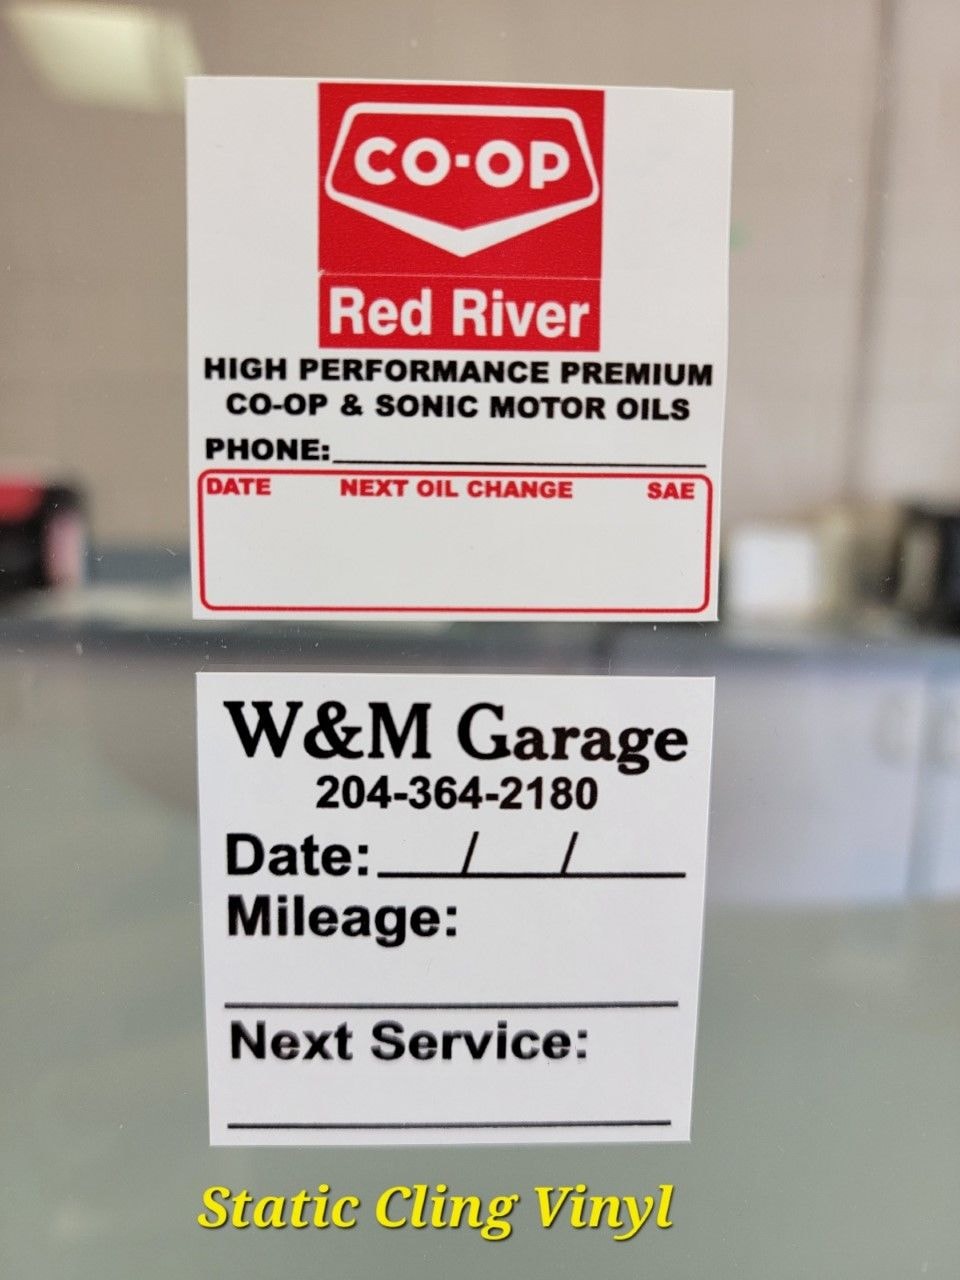 CO-OP
Red River
HIGH PERFORMANCE PREMIUM
CO-OP & SONIC MOTOR OILS
PHONE:
DATE NEXT OIL CHANGE SAE
W&M Garage
204-364-2180
Date: / /
Mileage:
Next Service:
Static Cling Vinyl